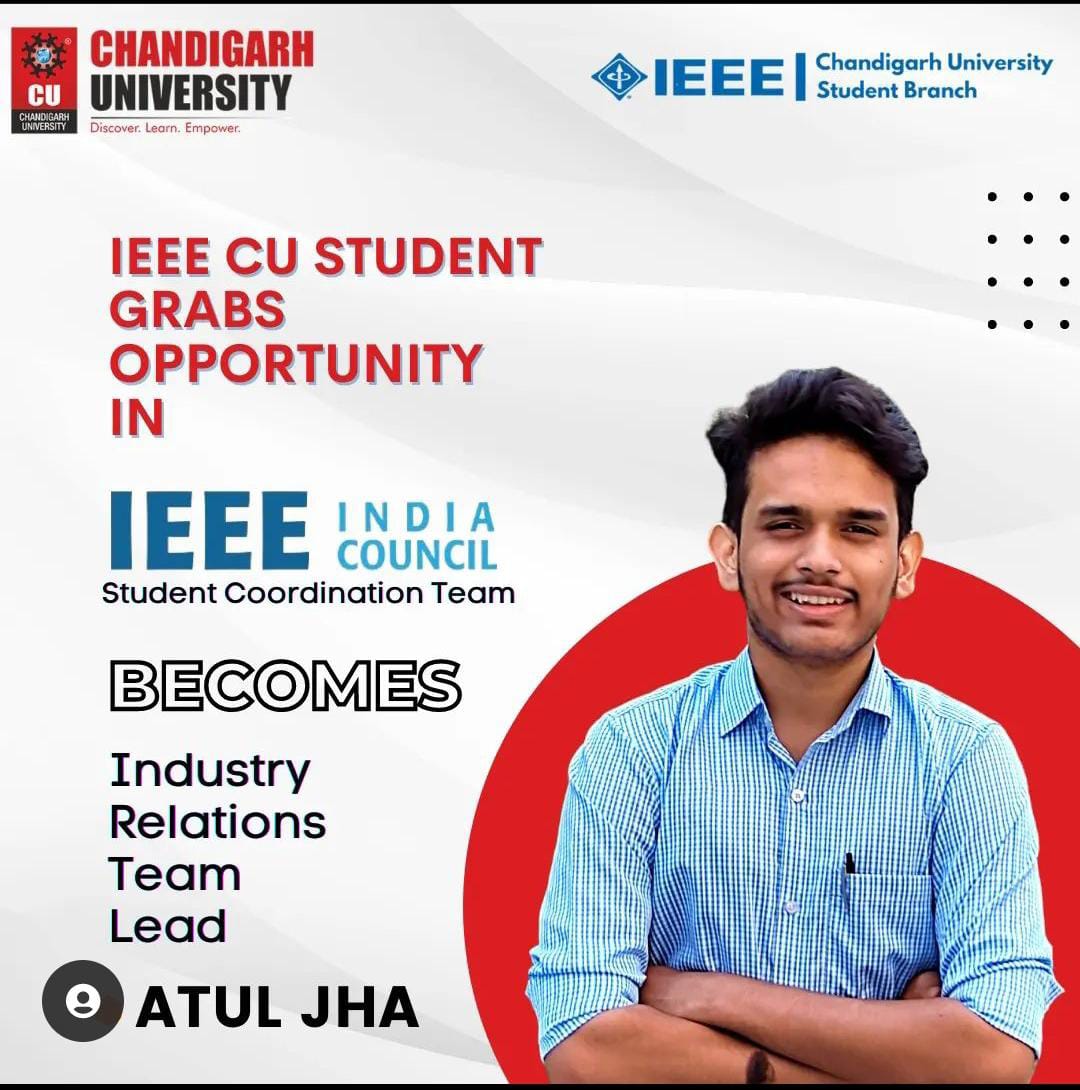 CHANDIGARH
UNIVERSITY
Discover. Learn. Empower.
CU
CHANDIGARH
UNIVERSITY
IEEE
Chandigarh University
Student Branch
IEEE CU STUDENT
GRABS
OPPORTUNITY
IN
IEEE INDIA
COUNCIL
Student Coordination Team
BECOMES
Industry
Relations
Team
Lead
ATUL JHA